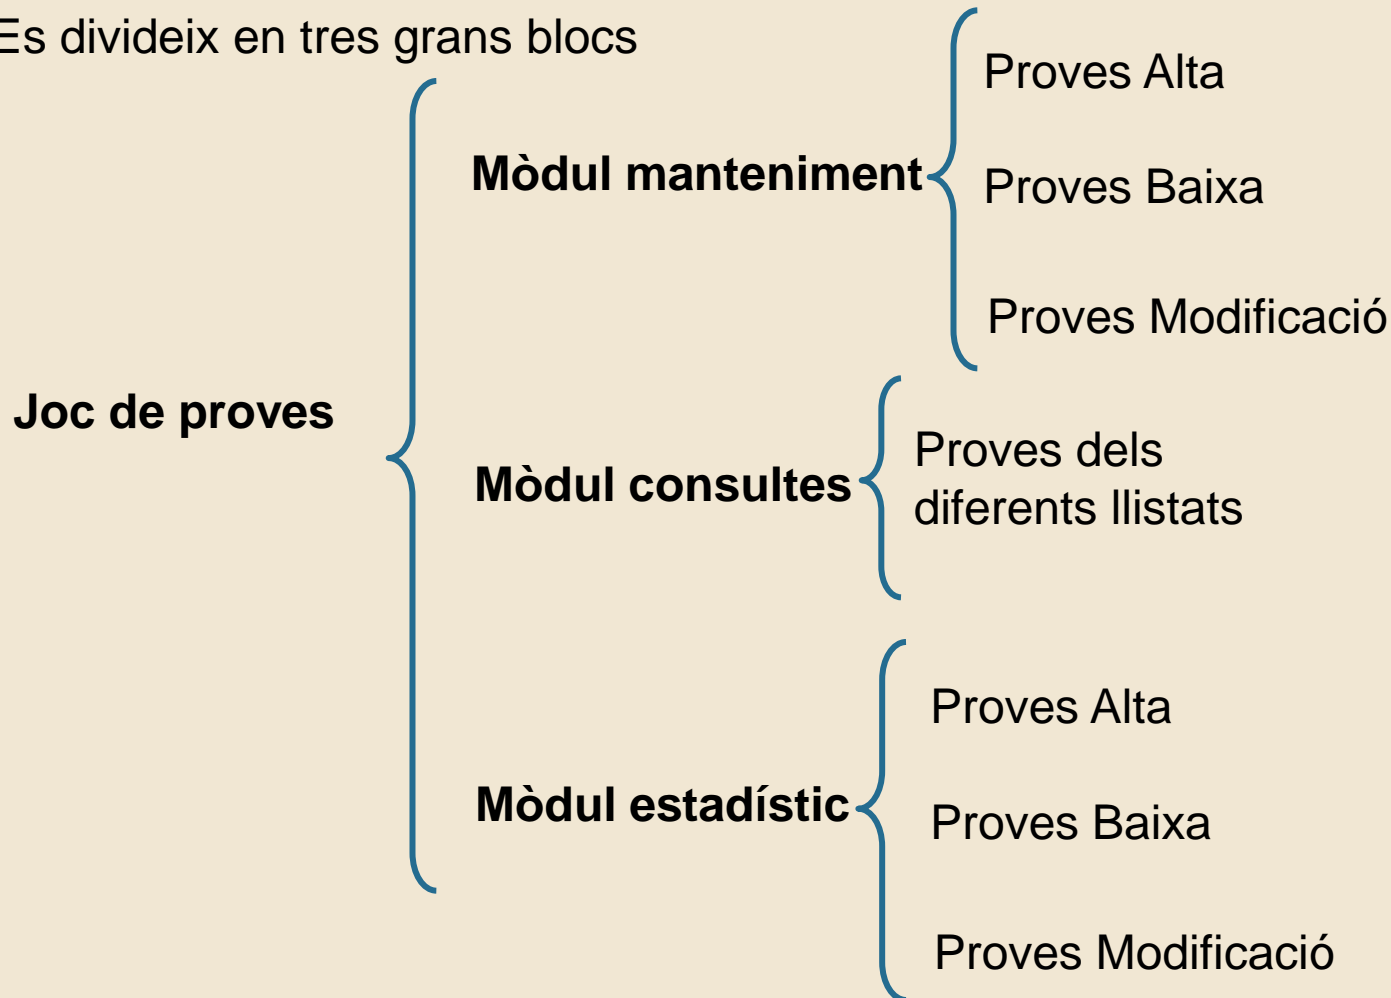 Es divideix en tres grans blocs
Joc de proves
Mòdul manteniment
Proves Alta
Proves Baixa
Proves Modificació
Mòdul consultes
Proves dels
diferents llistats
Mòdul estadístic
Proves Alta
Proves Baixa
Proves Modificació